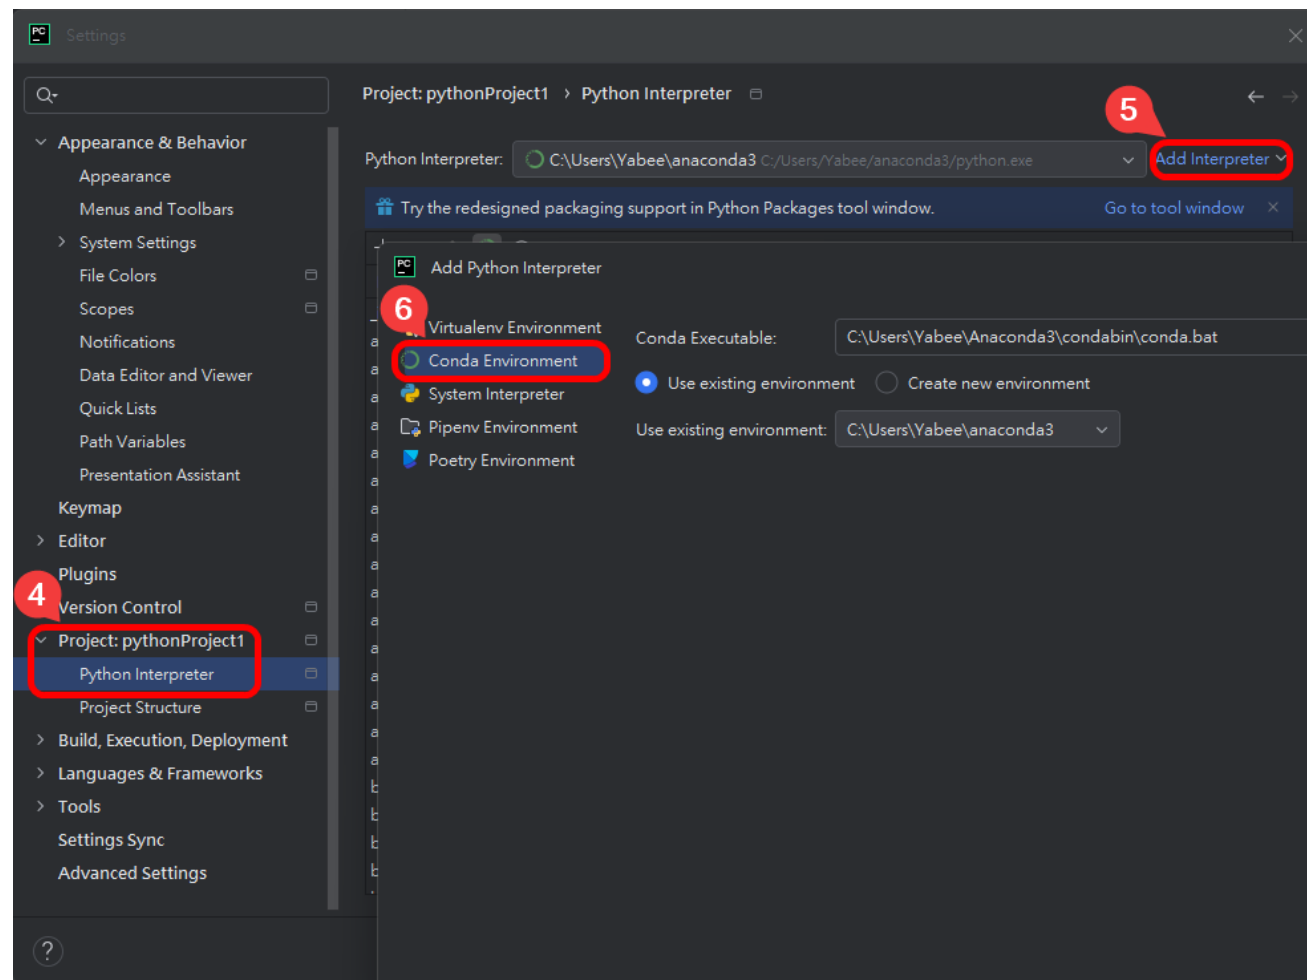 Settings
Appearance & Behavior
Appearance
Menus and Toolbars
System Settings
File Colors
Scopes
Notifications
Data Editor and Viewer
Quick Lists
Path Variables
Presentation Assistant
Keymap
Editor
Plugins
4
Version Control
Project: pythonProject1
Python Interpreter
Project Structure
Build, Execution, Deployment
Languages & Frameworks
Tools
Settings Sync
Advanced Settings
?
Project: pythonProject1 › Python Interpreter
5
Python Interpreter: C:\Users\Yabee\anaconda3 C:/Users/Yabee/anaconda3/python.exe Add Interpreter
Try the redesigned packaging support in Python Packages tool window. Go to tool window
PC Add Python Interpreter
6
Virtualenv Environment
Conda Environment
System Interpreter
Pipenv Environment
Poetry Environment
Conda Executable: C:\Users\Yabee\Anaconda3\condabin\conda.bat
Use existing environment Create new environment
Use existing environment: C:\Users\Yabee\anaconda3